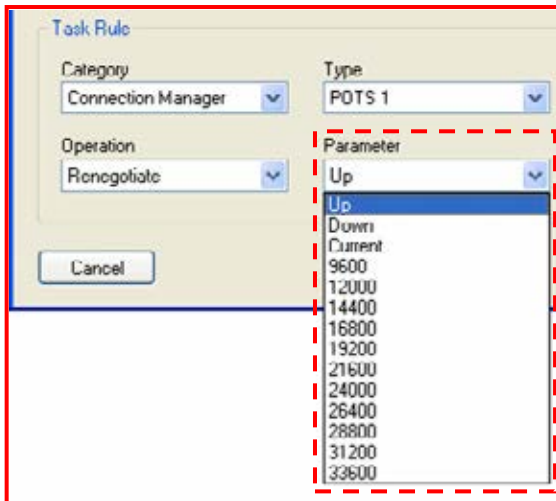 Task Rule
Category Type
Connection Manager POTS 1
Operation Parameter
Renegotiate Up
Up
Down
Current
Cancel 9600
12000
14400
16800
19200
21600
24000
26400
28800
31200
33600